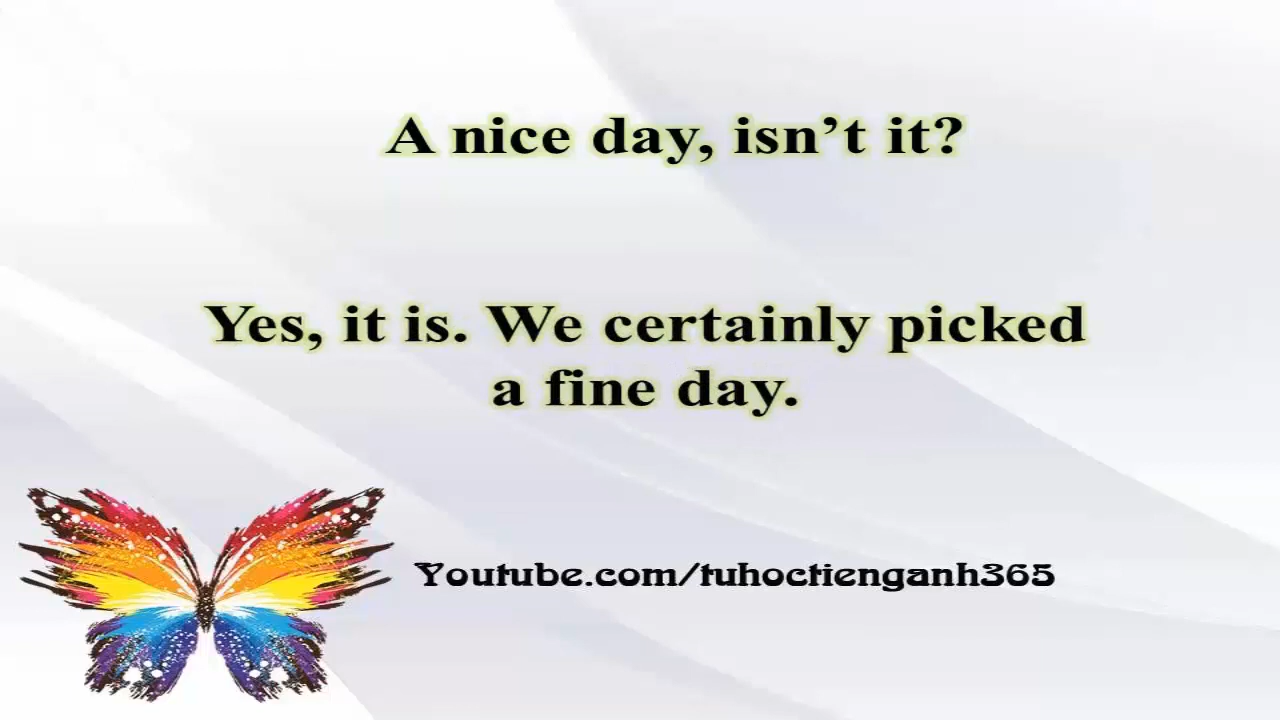 A nice day, isn’t it?
Yes, it is. We certainly picked
a fine day.
Youtube.com/tuhoctienganh365